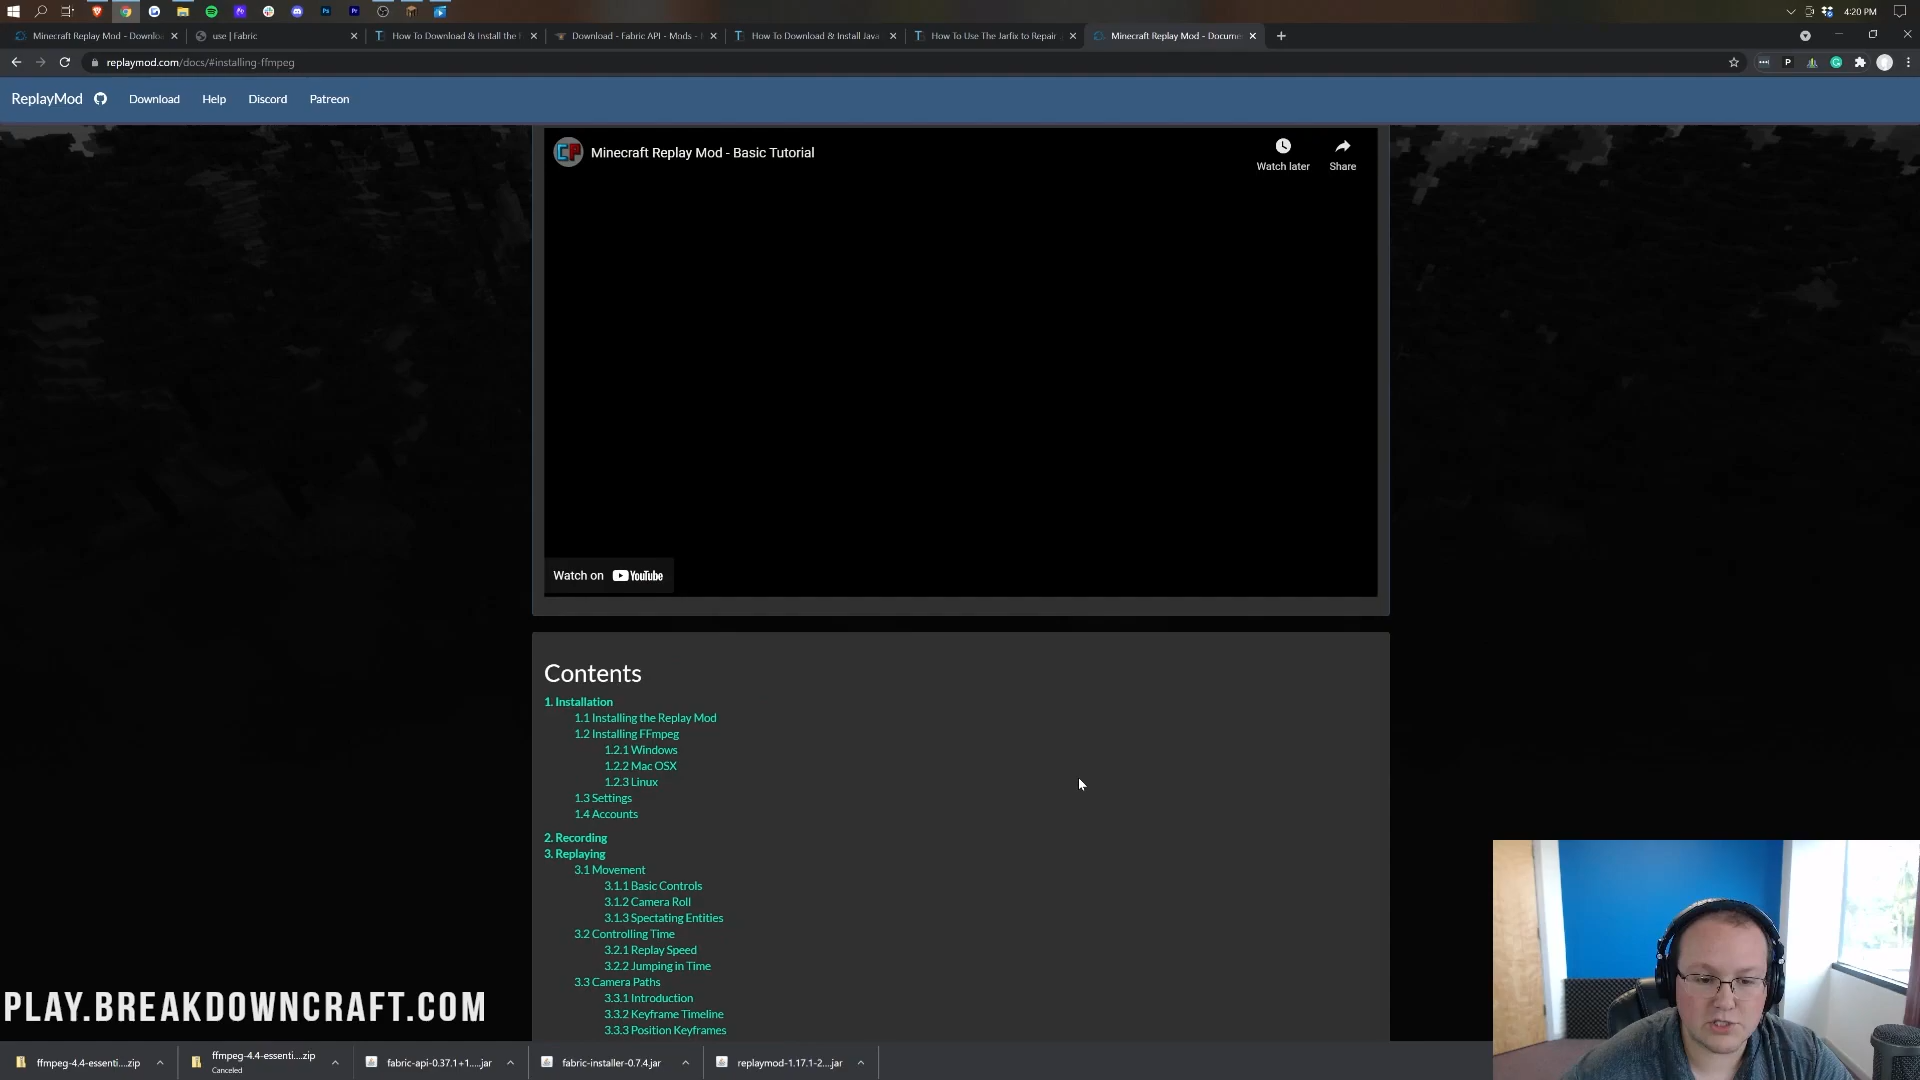 4:20 PM
Minecraft Replay Mod - Downlo
use | Fabric
How To Download & Install the
Download - Fabric API - Mods -
How To Download & Install Java
How To Use The Jarfix to Repair
Minecraft Replay Mod - Docume
replaymod.com/docs/#installing-ffmpeg
ReplayMod
Download
Help
Discord
Patreon
Minecraft Replay Mod - Basic Tutorial
Watch later
Share
Watch on YouTube
Contents
1. Installation
1.1 Installing the Replay Mod
1.2 Installing FFmpeg
1.2.1 Windows
1.2.2 Mac OSX
1.2.3 Linux
1.3 Settings
1.4 Accounts
2. Recording
3. Replaying
3.1 Movement
3.1.1 Basic Controls
3.1.2 Camera Roll
3.1.3 Spectating Entities
3.2 Controlling Time
3.2.1 Replay Speed
3.2.2 Jumping in Time
3.3 Camera Paths
3.3.1 Introduction
3.3.2 Keyframe Timeline
3.3.3 Position Keyframes
PLAY.BREAKDOWNCRAFT.COM
ffmpeg-4.4-essenti....zip
ffmpeg-4.4-essenti....zip
Canceled
fabric-api-0.37.1+1....jar
fabric-installer-0.7.4.jar
replaymod-1.17.1-2....jar